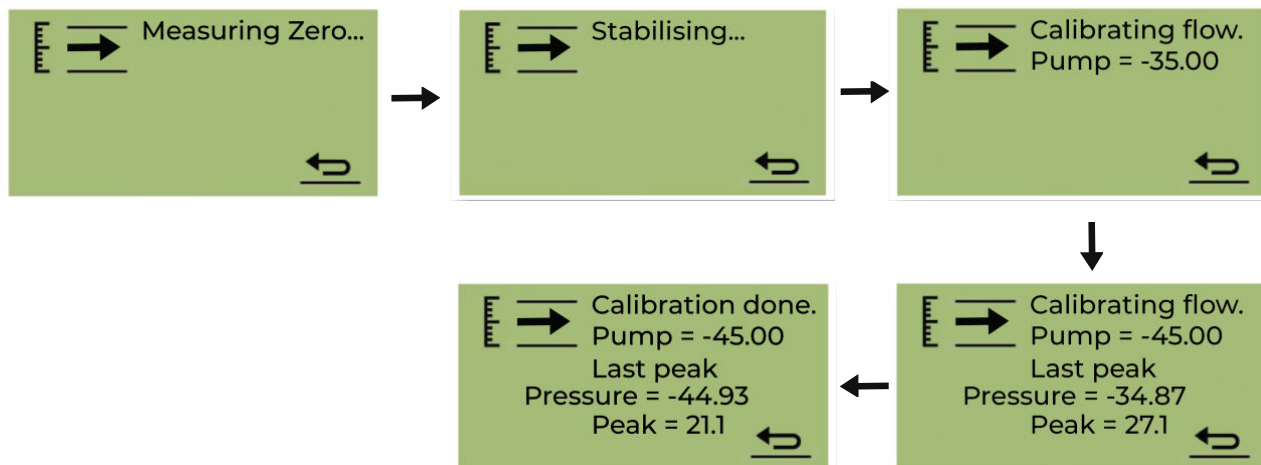 Measuring Zero...
Stabilising...
Calibrating flow.
Pump = -35.00
Calibrating flow.
Pump = -45.00
Last peak
Pressure = -34.87
Peak = 27.1
Calibration done.
Pump = -45.00
Last peak
Pressure = -44.93
Peak = 21.1